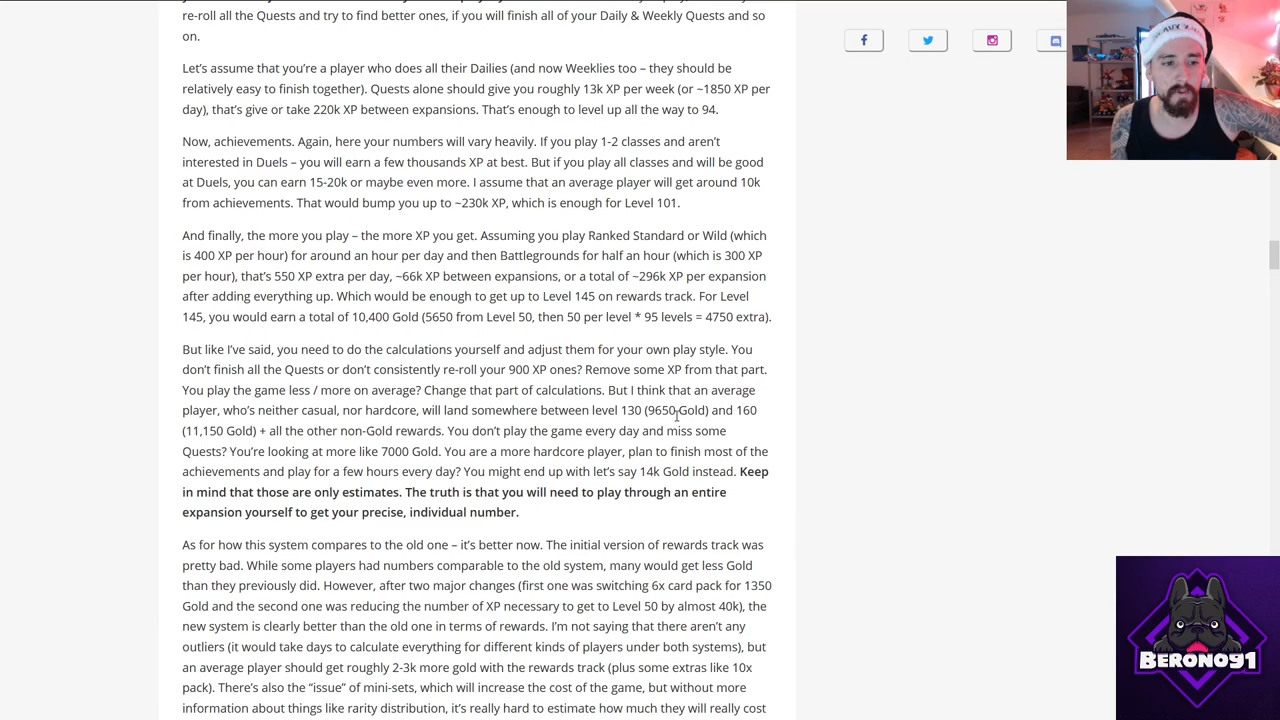 re-roll all the Quests and try to find better ones, if you will finish all of your Daily & Weekly Quests and so
on.
Let's assume that you're a player who does all their Dailies (and now Weeklies too – they should be
relatively easy to finish together). Quests alone should give you roughly 13k XP per week (or ~1850 XP per
day), that's give or take 220k XP between expansions. That's enough to level up all the way to 94.
Now, achievements. Again, here your numbers will vary heavily. If you play 1-2 classes and aren't
interested in Duels – you will earn a few thousands XP at best. But if you play all classes and will be good
at Duels, you can earn 15-20k or maybe even more. I assume that an average player will get around 10k
from achievements. That would bump you up to ~230k XP, which is enough for Level 101.
And finally, the more you play – the more XP you get. Assuming you play Ranked Standard or Wild (which
is 400 XP per hour) for around an hour per day and then Battlegrounds for half an hour (which is 300 XP
per hour), that's 550 XP extra per day, ~66k XP between expansions, or a total of ~296k XP per expansion
after adding everything up. Which would be enough to get up to Level 145 on rewards track. For Level
145, you would earn a total of 10,400 Gold (5650 from Level 50, then 50 per level * 95 levels = 4750 extra).
But like I've said, you need to do the calculations yourself and adjust them for your own play style. You
don't finish all the Quests or don't consistently re-roll your 900 XP ones? Remove some XP from that part.
You play the game less / more on average? Change that part of calculations. But I think that an average
player, who's neither casual, nor hardcore, will land somewhere between level 130 (9650 Gold) and 160
(11,150 Gold) + all the other non-Gold rewards. You don't play the game every day and miss some
Quests? You're looking at more like 7000 Gold. You are a more hardcore player, plan to finish most of the
achievements and play for a few hours every day? You might end up with let's say 14k Gold instead. Keep
in mind that those are only estimates. The truth is that you will need to play through an entire
expansion yourself to get your precise, individual number.
As for how this system compares to the old one – it's better now. The initial version of rewards track was
pretty bad. While some players had numbers comparable to the old system, many would get less Gold
than they previously did. However, after two major changes (first one was switching 6x card pack for 1350
Gold and the second one was reducing the number of XP necessary to get to Level 50 by almost 40k), the
new system is clearly better than the old one in terms of rewards. I'm not saying that there aren't any
outliers (it would take days to calculate everything for different kinds of players under both systems), but
an average player should get roughly 2-3k more gold with the rewards track (plus some extras like 10x
pack). There's also the "issue" of mini-sets, which will increase the cost of the game, but without more
information about things like rarity distribution, it's really hard to estimate how much they will really cost
BERONO91